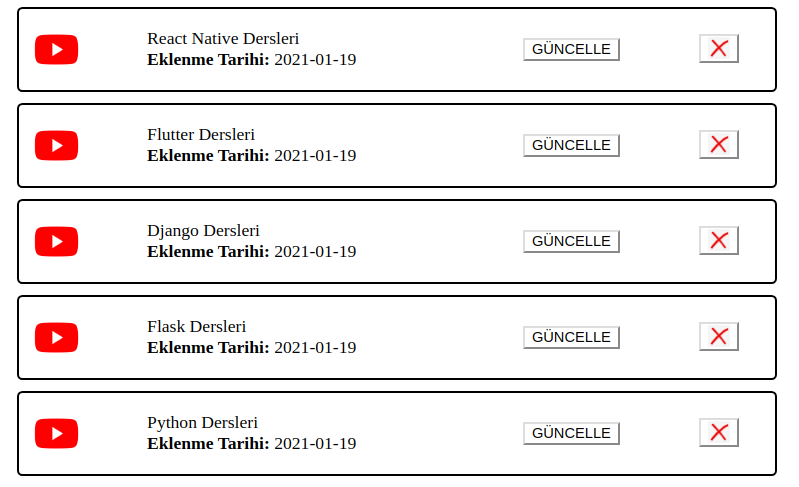 React Native Dersleri
Eklenme Tarihi: 2021-01-19
GÜNCELLE
Flutter Dersleri
Eklenme Tarihi: 2021-01-19
GÜNCELLE
Django Dersleri
Eklenme Tarihi: 2021-01-19
GÜNCELLE
Flask Dersleri
Eklenme Tarihi: 2021-01-19
GÜNCELLE
Python Dersleri
Eklenme Tarihi: 2021-01-19
GÜNCELLE